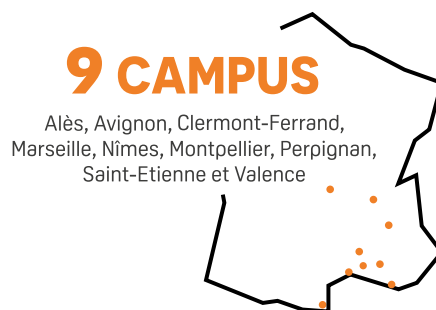 9 CAMPUS
Alès, Avignon, Clermont-Ferrand,
Marseille, Nîmes, Montpellier, Perpignan,
Saint-Etienne et Valence